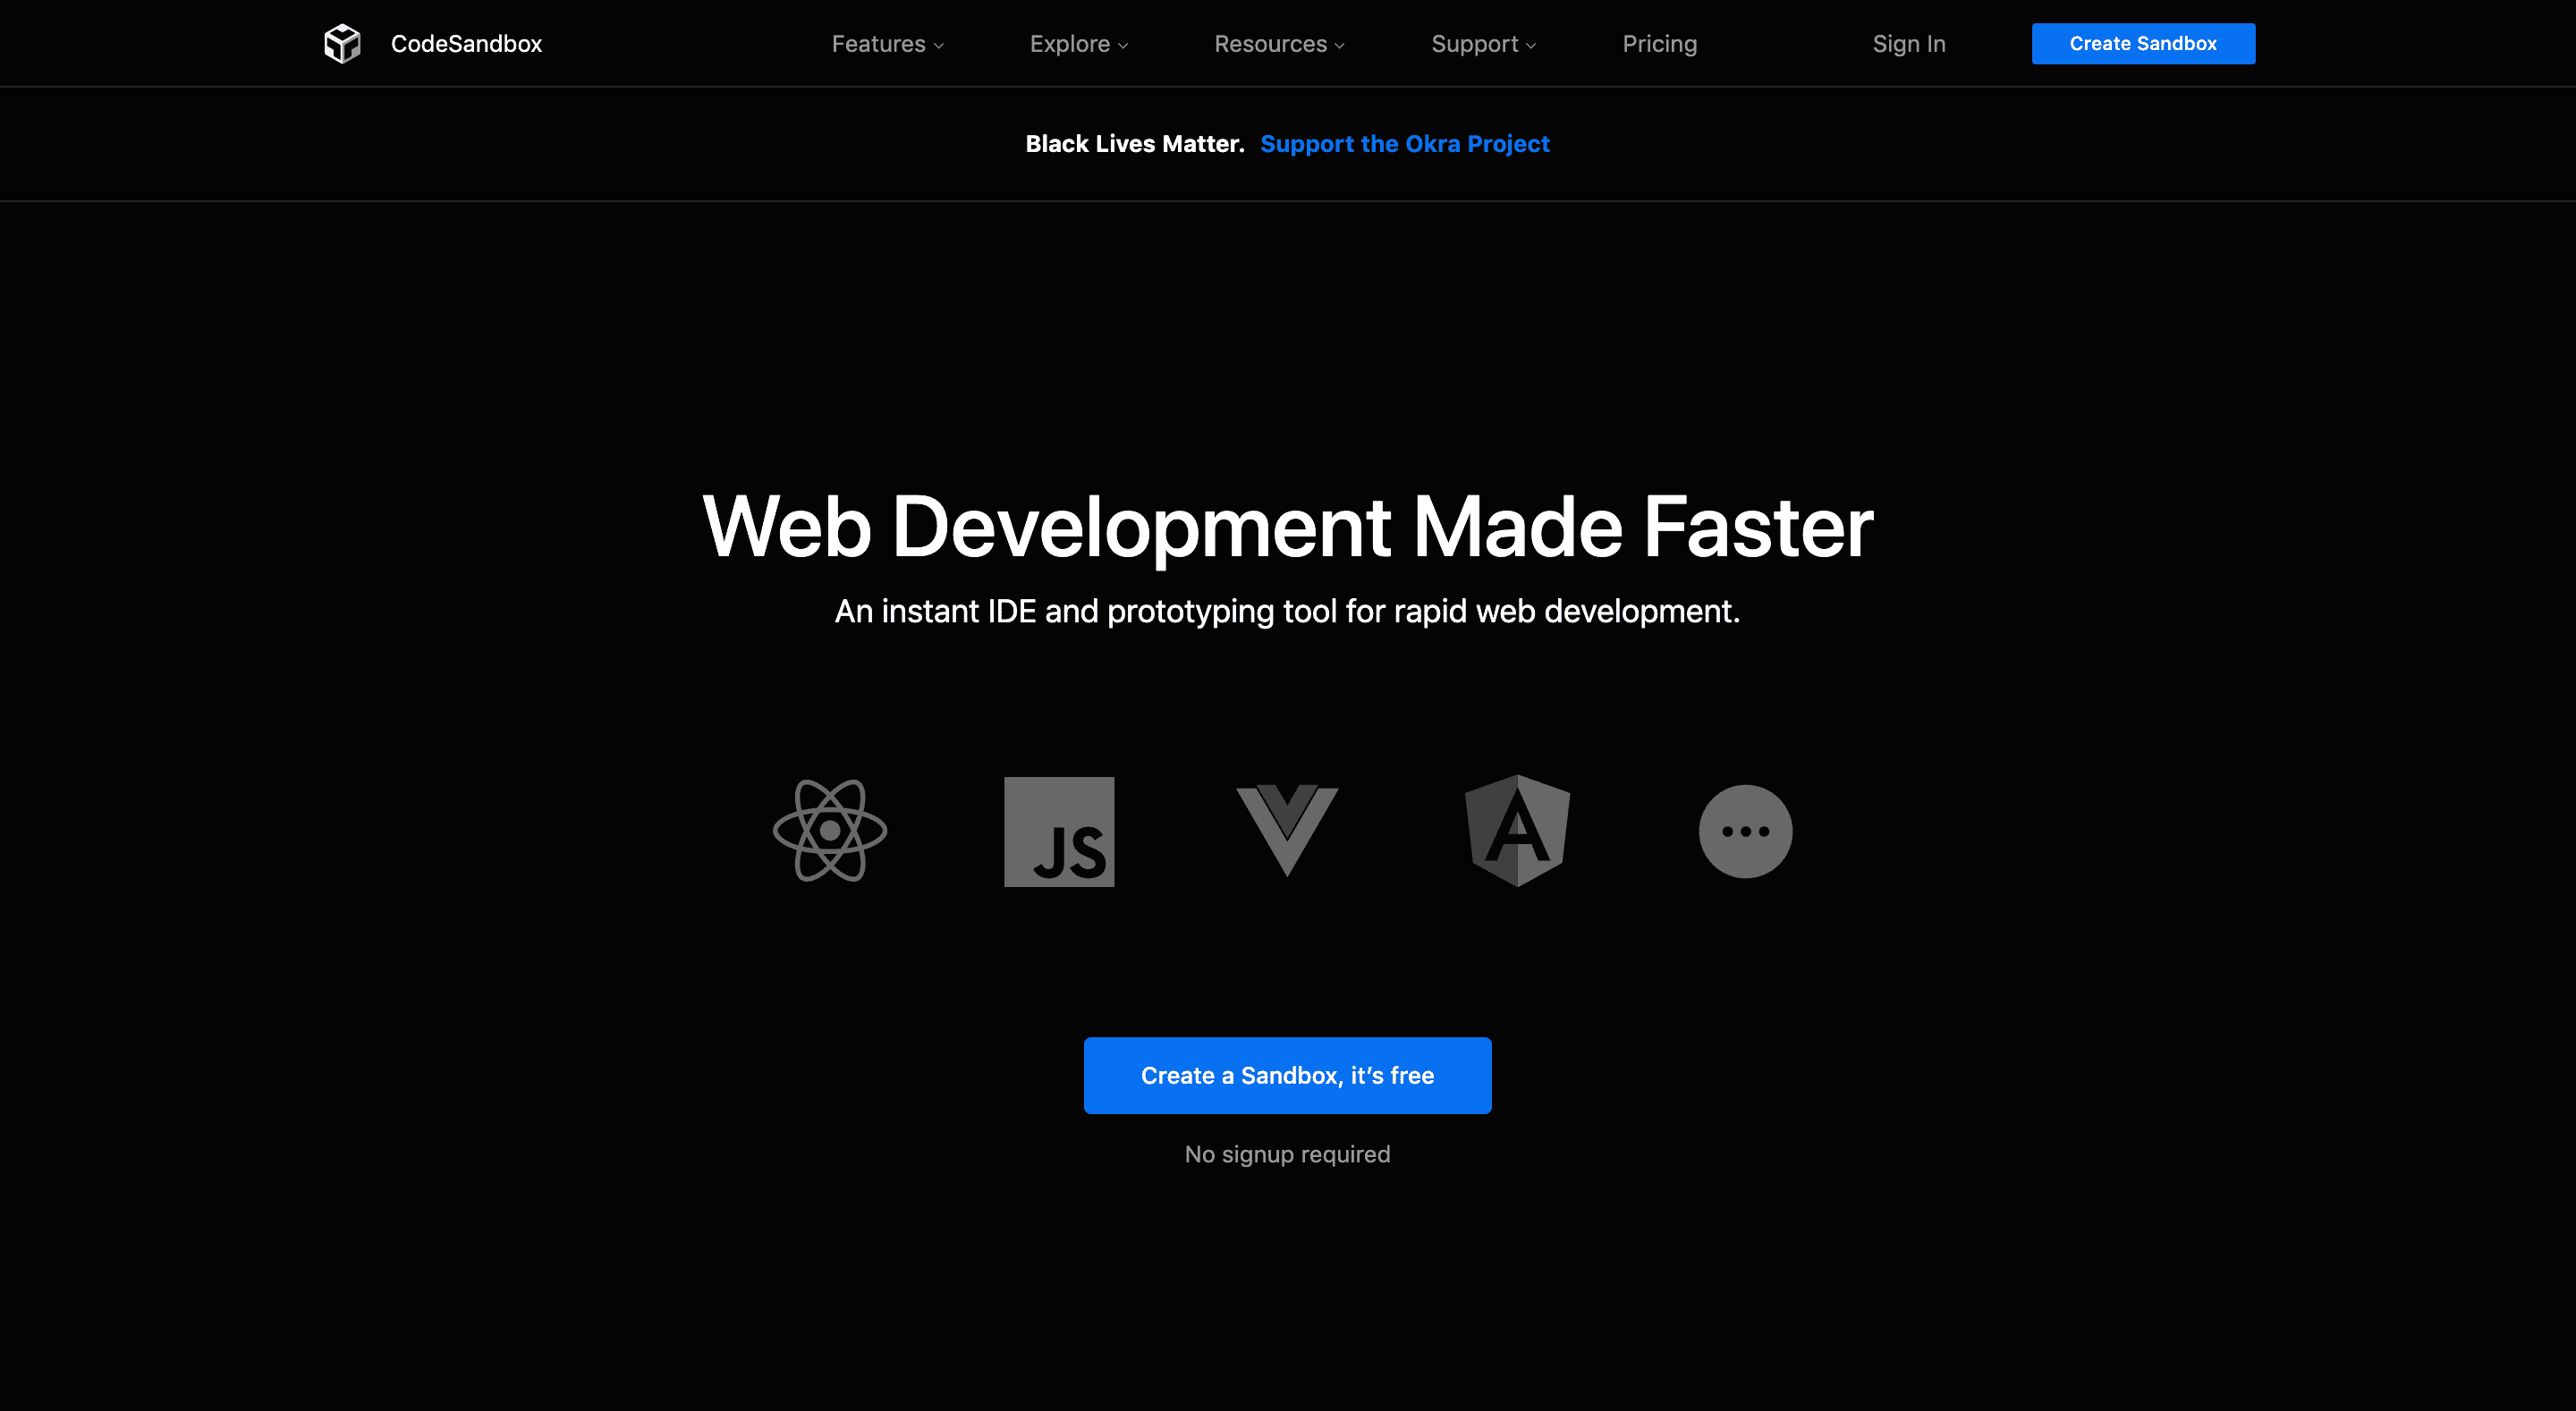 CodeSandbox Features Explore Resources Support Pricing Sign In Create Sandbox
Black Lives Matter. Support the Okra Project
Web Development Made Faster
An instant IDE and prototyping tool for rapid web development.
JS A
Create a Sandbox, it’s free
No signup required